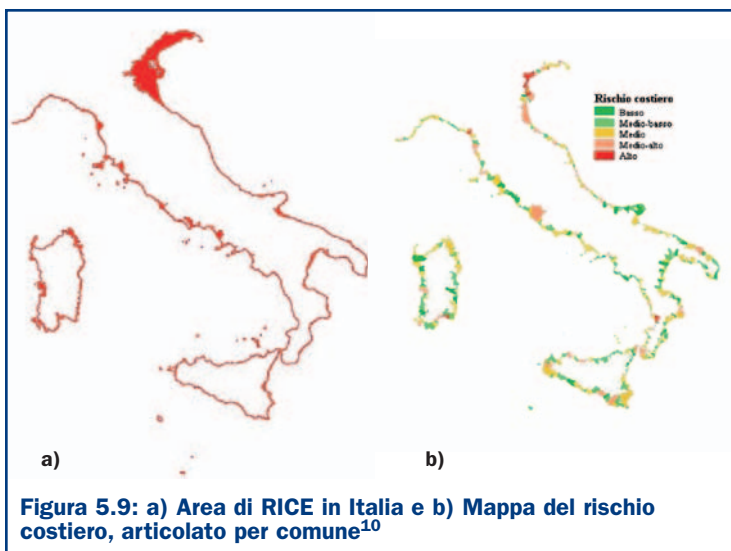 Rischio costiero
Basso
Medio-basso
Medio
Medio-alto
Alto
a)
b)
Figura 5.9: a) Area di RICE in Italia e b) Mappa del rischio
costiero, articolato per comune¹⁰